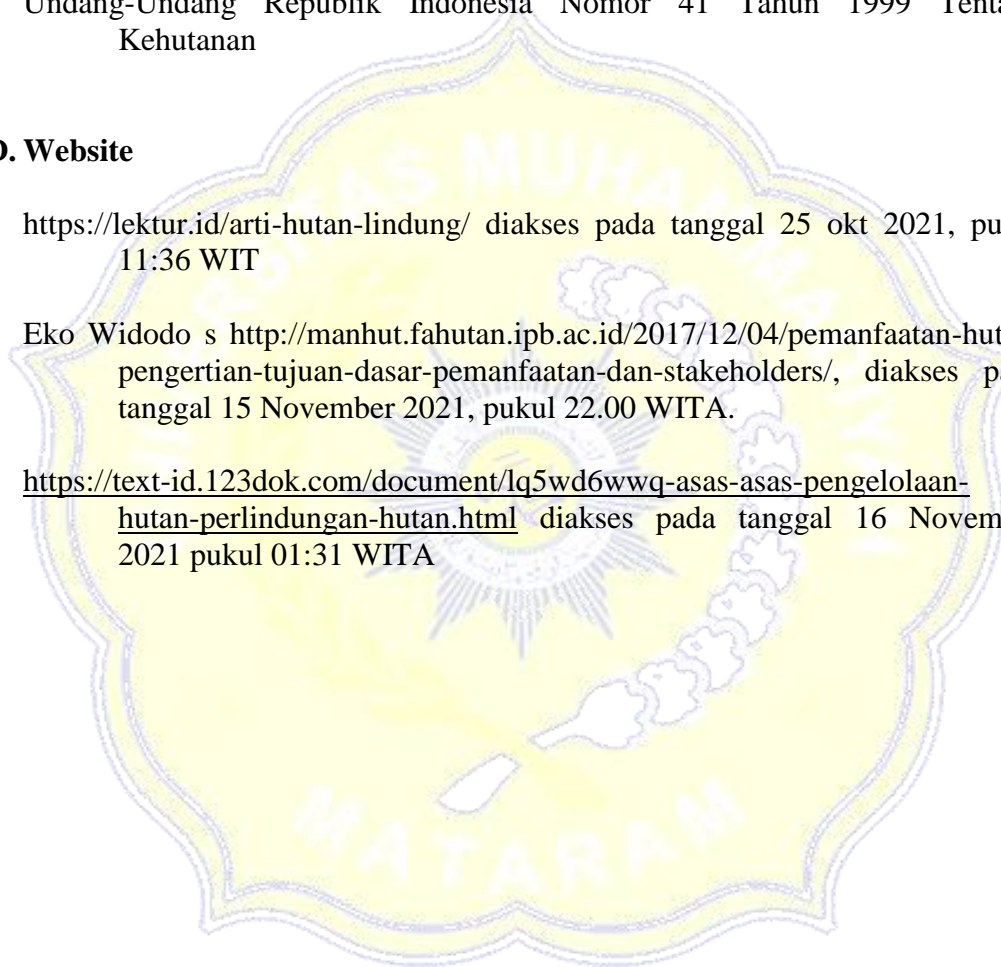 Undang-Undang Republik Indonesia Nomor 41 Tahun 1999
Kehutanan
D. Website
https://lektur.id/arti-hutan-lindung/ diakses pada tanggal 25 okt 2021,
11:36 WIT
Eko Widodo s http://manhut.fahutan.ipb.ac.id/2017/12/04/pemanfaatan-hut
pengertian-tujuan-dasar-pemanfaatan-dan-stakeholders/, diakses
tanggal 15 November 2021, pukul 22.00 WITA.
https://text-id.123dok.com/document/lq5wd6wwq-asas-asas-pengelolaan-
hutan-perlindungan-hutan.html diakses pada tanggal 16 Novem
2021 pukul 01:31 WITA
UNIVERSITAS MUHAMMADIYAH
MATARAM